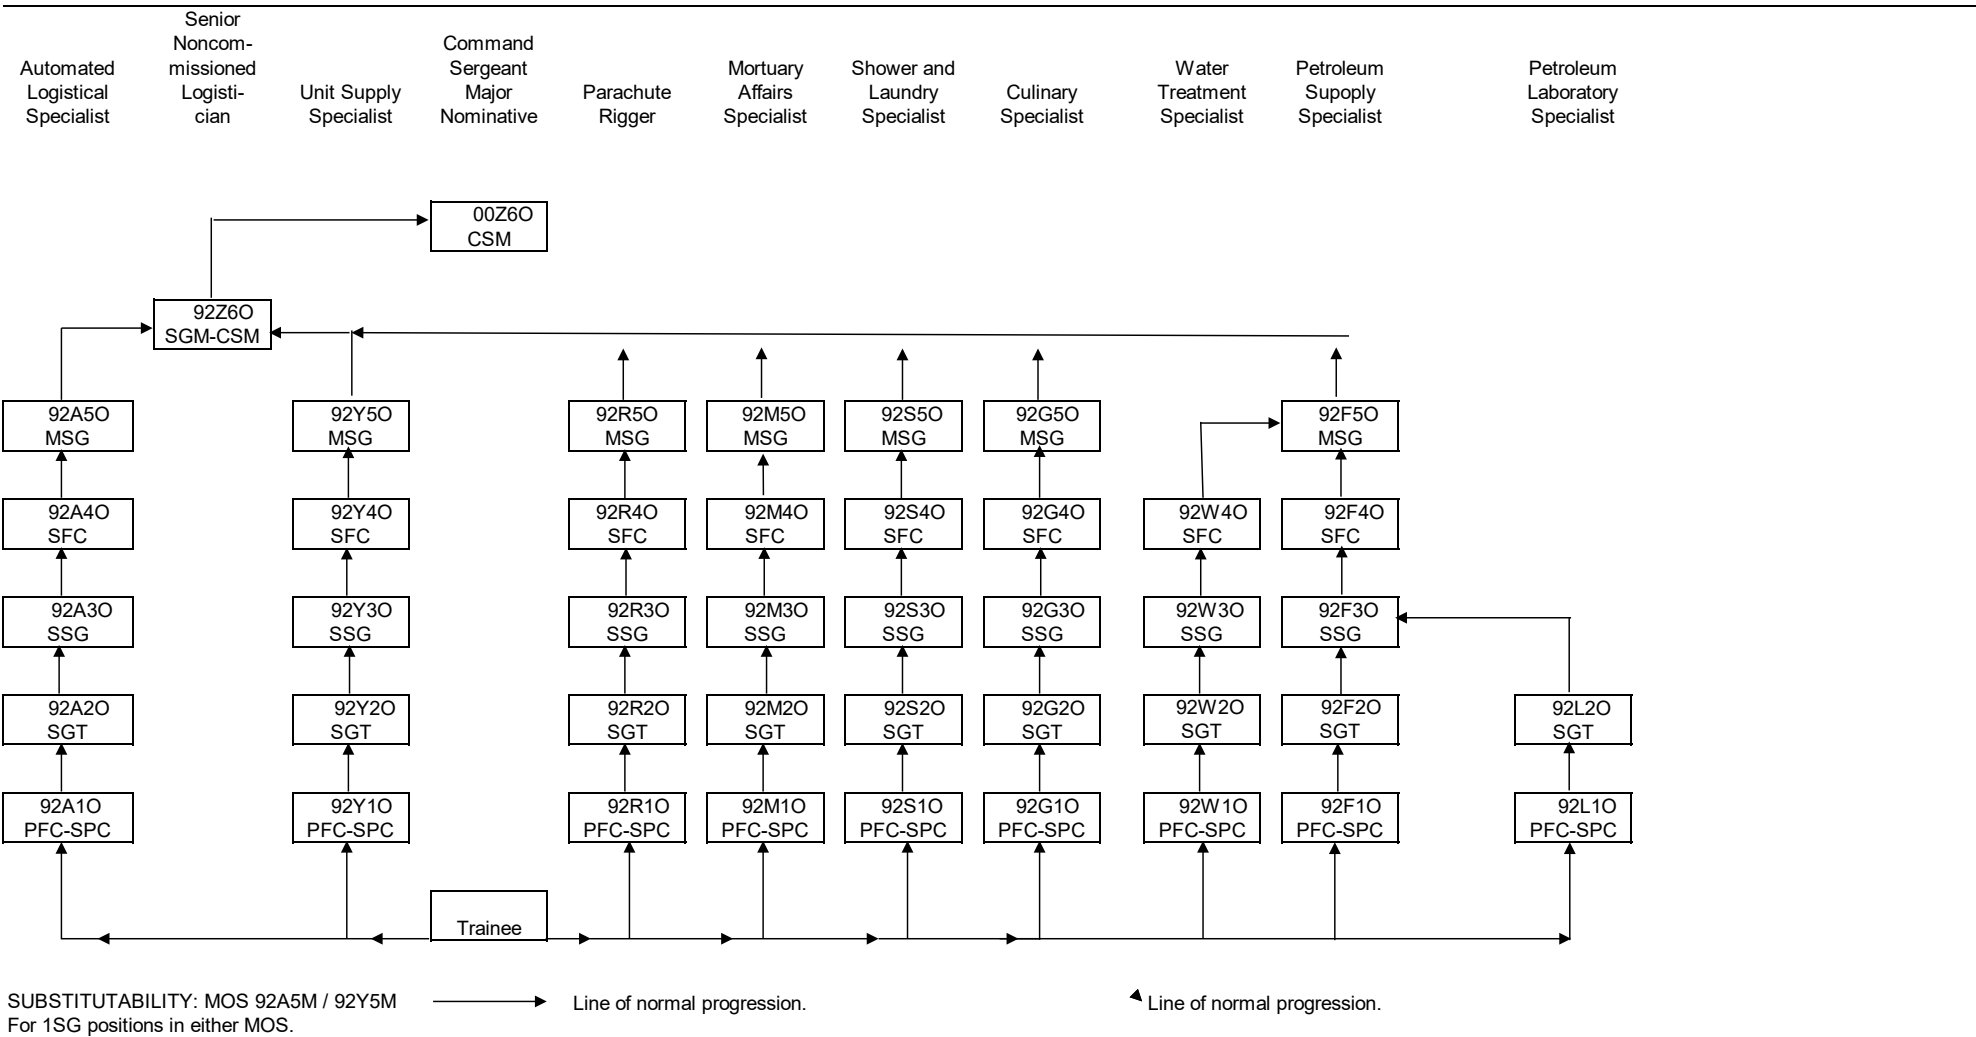 Automated
Logistical
Specialist
Senior
Noncom-
missioned
Logisti-
cian
Unit Supply
Specialist
Command
Sergeant
Major
Nominative
Parachute
Rigger
Mortuary
Affairs
Specialist
Shower and
Laundry
Specialist
Culinary
Specialist
Water
Treatment
Specialist
Petroleum
Supoply
Specialist
Petroleum
Laboratory
Specialist
00Z6O
CSM
92Z6O
SGM-CSM
92A5O
MSG
92Y5O
MSG
92R5O
MSG
92M5O
MSG
92S5O
MSG
92G5O
MSG
92F5O
MSG
92A4O
SFC
92Y4O
SFC
92R4O
SFC
92M4O
SFC
92S4O
SFC
92G4O
SFC
92W4O
SFC
92F4O
SFC
92A3O
SSG
92Y3O
SSG
92R3O
SSG
92M3O
SSG
92S3O
SSG
92G3O
SSG
92W3O
SSG
92F3O
SSG
92A2O
SGT
92Y2O
SGT
92R2O
SGT
92M2O
SGT
92S2O
SGT
92G2O
SGT
92W2O
SGT
92F2O
SGT
92L2O
SGT
92A1O
PFC-SPC
92Y1O
PFC-SPC
92R1O
PFC-SPC
92M1O
PFC-SPC
92S1O
PFC-SPC
92G1O
PFC-SPC
92W1O
PFC-SPC
92F1O
PFC-SPC
92L1O
PFC-SPC
Trainee
SUBSTITUTABILITY: MOS 92A5M / 92Y5M
For 1SG positions in either MOS.
Line of normal progression.
Line of normal progression.